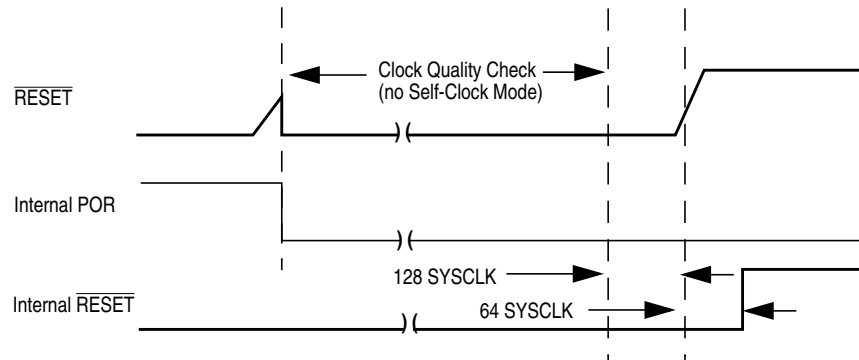 Clock Quality Check
(no Self-Clock Mode)
RESET
Internal POR
128 SYSCLK
64 SYSCLK
Internal RESET